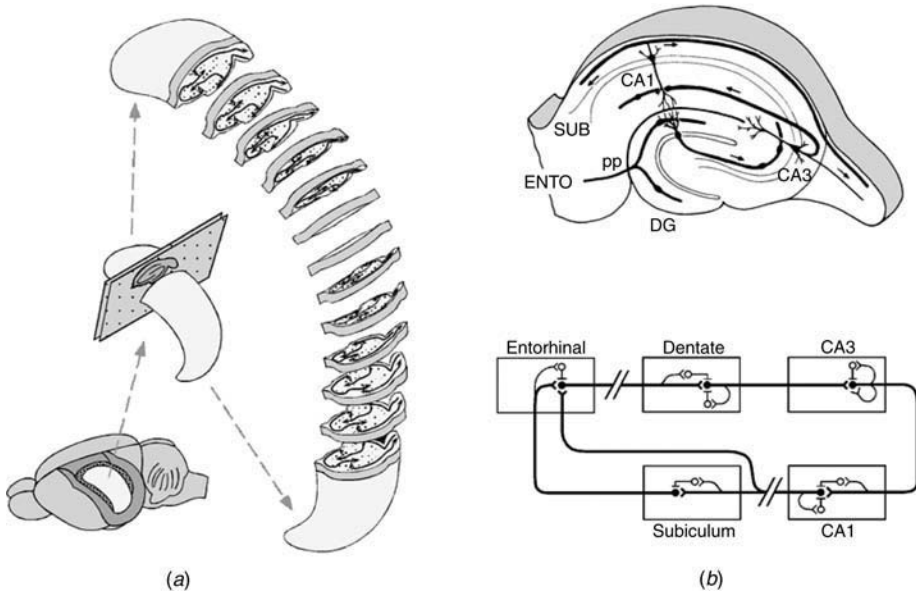 CA1
SUB
pp
CA3
ENTO
DG
Entorhinal
Dentate
CA3
Subiculum
CA1
(a)
(b)